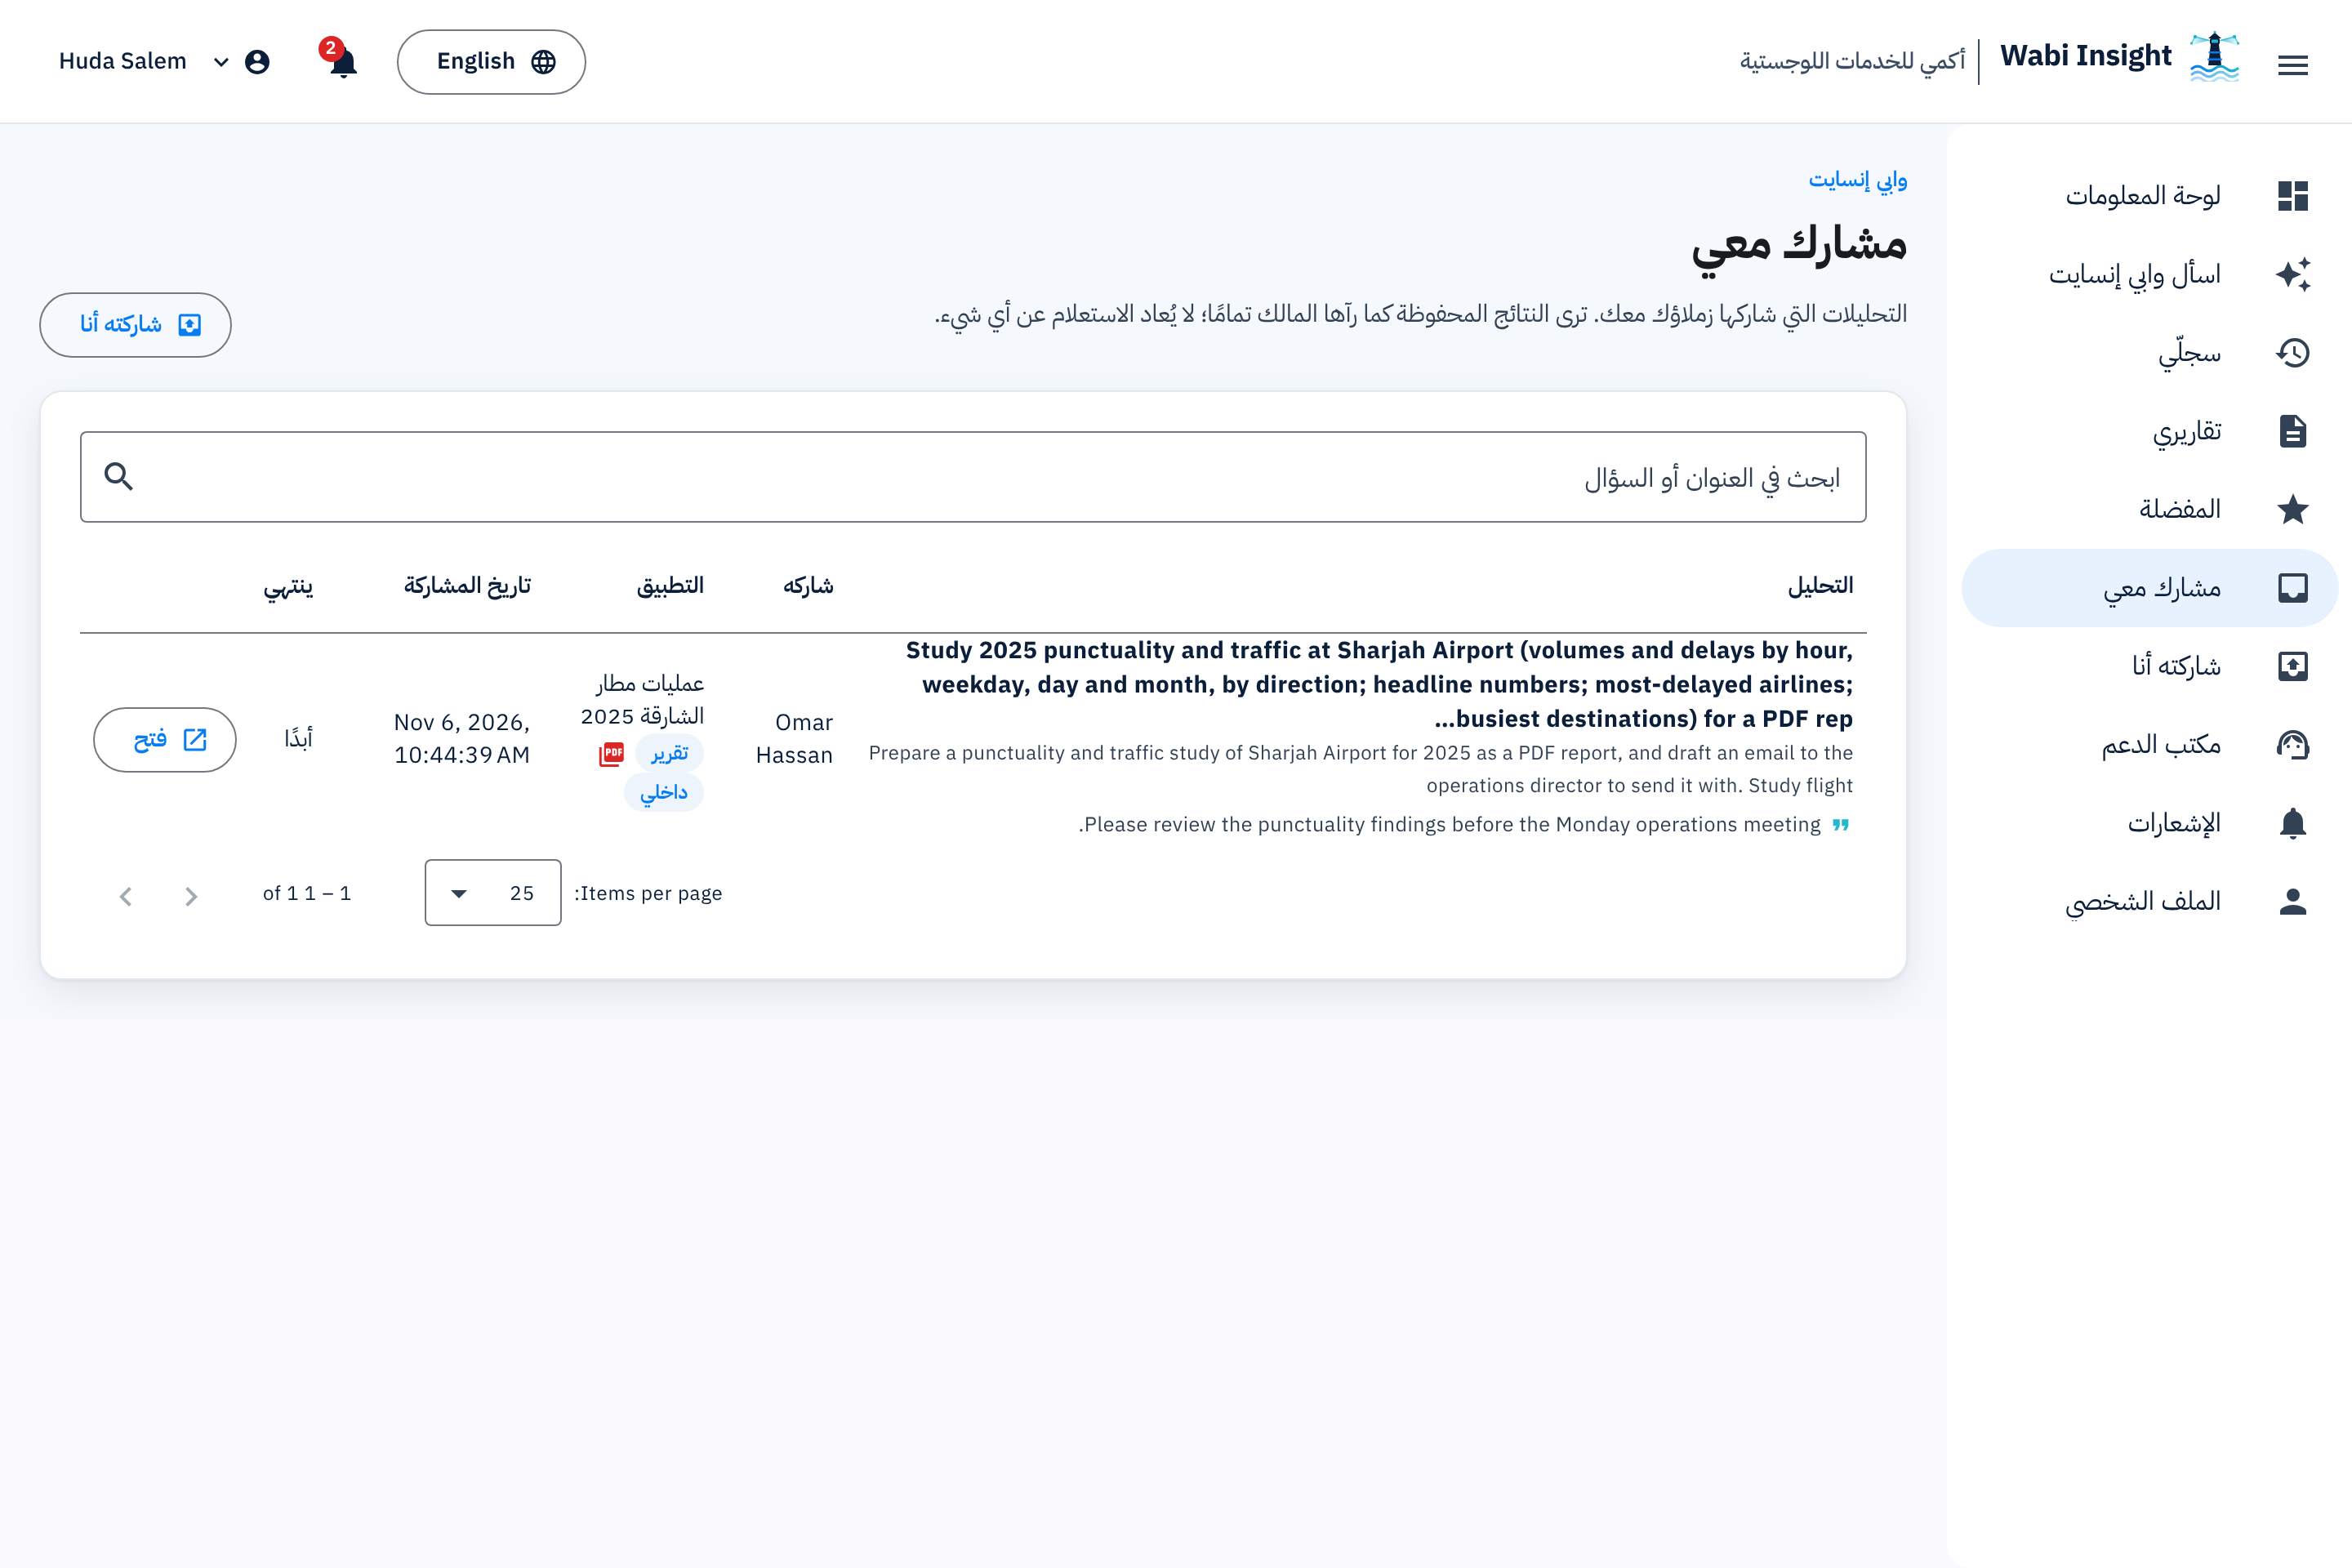 Wabi Insight
أكمي للخدمات اللوجستية
English
2
Huda Salem
لوحة المعلومات
اسأل وابي إنسايت
سجلّي
تقاريري
المفضلة
مشارك معي
شاركته أنا
مكتب الدعم
الإشعارات
الملف الشخصي
وابي إنسايت
مشارك معي
التحليلات التي شاركها زملاؤك معك. ترى النتائج المحفوظة كما رآها المالك تمامًا؛ لا يُعاد الاستعلام عن أي شيء.
شاركته أنا
ابحث في العنوان أو السؤال
التحليل شاركه التطبيق تاريخ المشاركة ينتهي
Study 2025 punctuality and traffic at Sharjah Airport (volumes and delays by hour,
weekday, day and month, by direction; headline numbers; most-delayed airlines;
...busiest destinations) for a PDF rep
Prepare a punctuality and traffic study of Sharjah Airport for 2025 as a PDF report, and draft an email to the
operations director to send it with. Study flight
.Please review the punctuality findings before the Monday operations meeting
Omar
Hassan
عمليات مطار
الشارقة 2025
تقرير PDF
داخلي
Nov 6, 2026,
10:44:39 AM
أبدًا
فتح
:Items per page
25
of 1 1 – 1